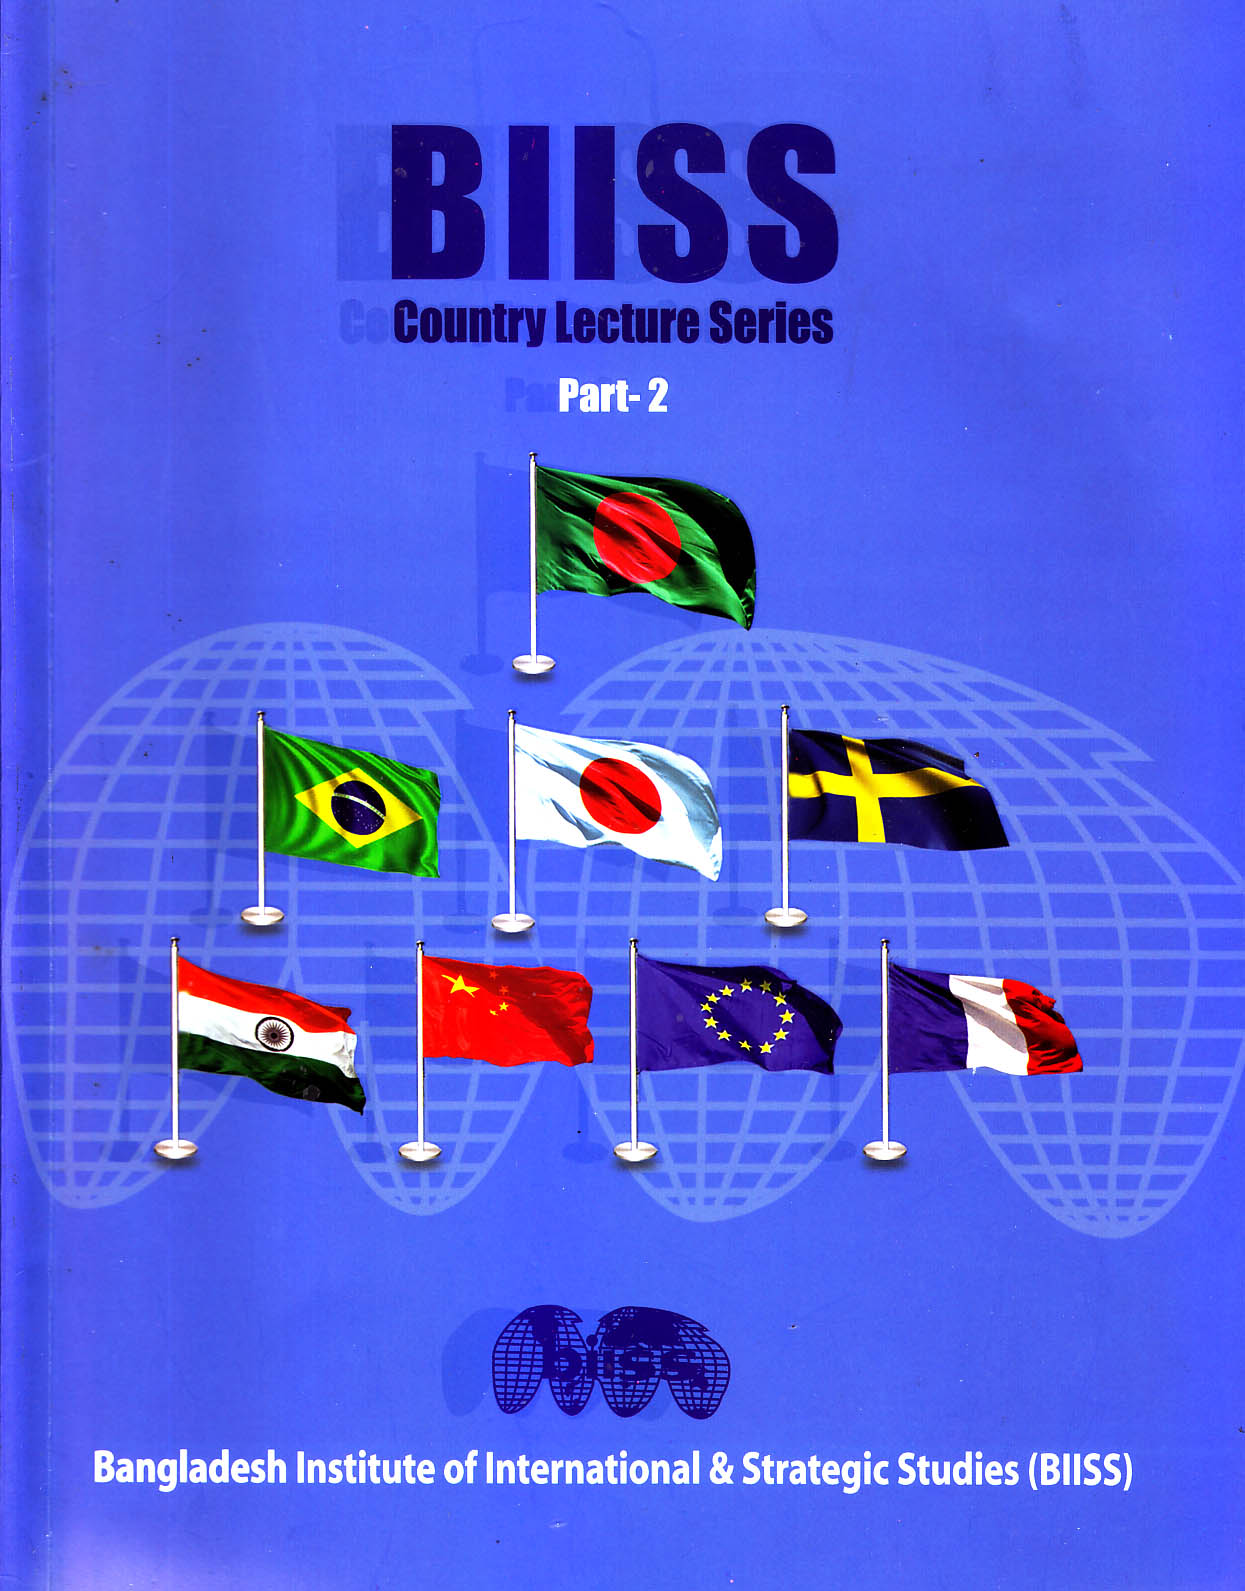 BIISS
Country Lecture Series
Part- 2
biiss
Bangladesh Institute of International & Strategic Studies (BIISS)